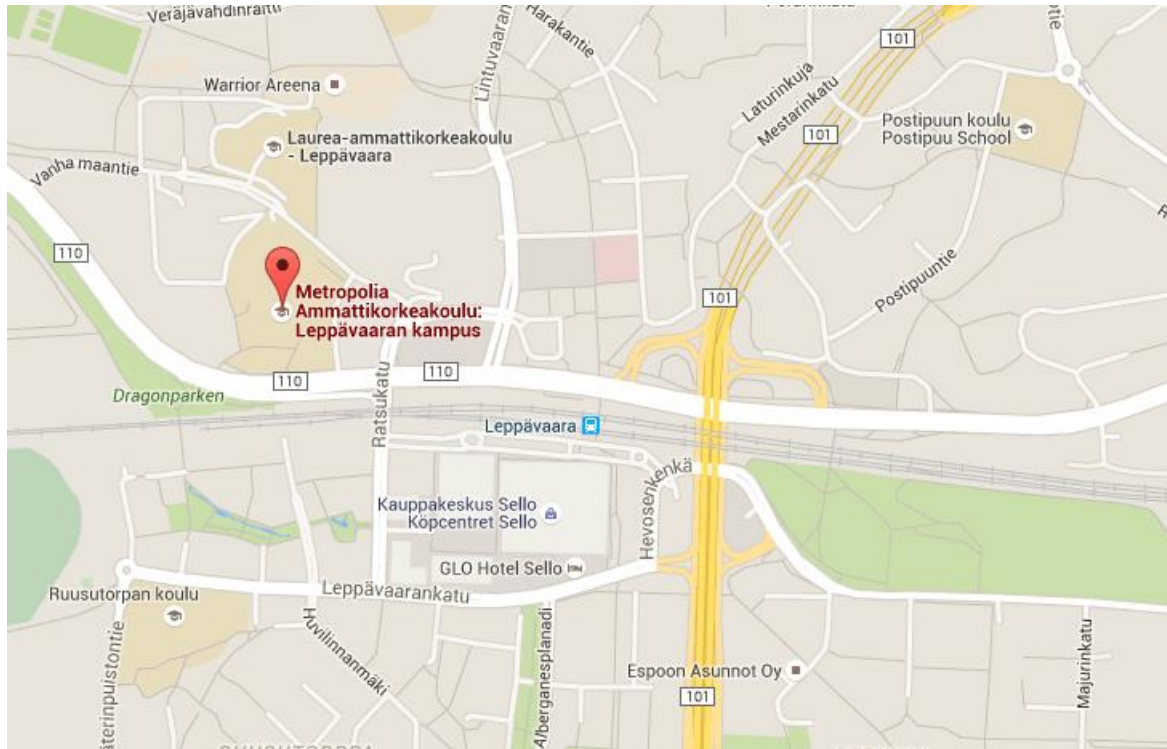 Veräjävahdinraitti
Harakantie
Lintuvaaran
101
Warrior Areena
Laturinkuja
Mestarinkatu
101
Postipuun koulu
Postipuu School
Laurea-ammattikorkeakoulu
- Leppävaara
Vanha maantie
110
Metropolia
Ammattikorkeakoulu:
Leppävaaran kampus
101
Postipuuntie
110
110
Dragonparken
Ratsukatu
Leppävaara
Hevosenkenkä
Kauppakeskus Sello
Köpcentret Sello
GLO Hotel Sello
Leppävaarankatu
Ruusutorpan koulu
Huvilinnanmäki
Albergänesplanadi
Espoon Asunnot Oy
101
Majurinkatu